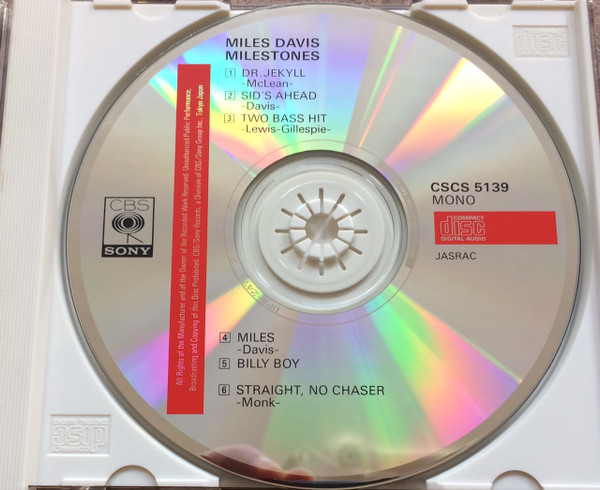 MILES DAVIS
MILESTONES
1 DR. JEKYLL
-McLean-
2 SID'S AHEAD
-Davis-
3 TWO BASS HIT
-Lewis-Gillespie-
CBS
SONY
All Rights of the Manufacturer and of the Owner of the Recorded Work Reserved. Unauthorized Public Performance,
Broadcasting and Copying of this Disc Prohibited. CBS/Sony Records, a Division of CBS/Sony Group Inc., Tokyo Japan
CSCS 5139
MONO
COMPACT
disc
DIGITAL AUDIO
JASRAC
4 MILES
-Davis-
5 BILLY BOY
6 STRAIGHT, NO CHASER
-Monk-
disc
disc